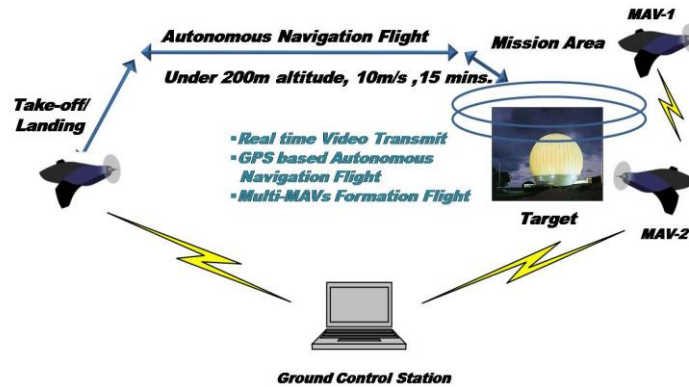 MAV-1
Autonomous Navigation Flight
Mission Area
Under 200m altitude, 10m/s ,15 mins.
Take-off/
Landing
▪Real time Video Transmit
▪GPS based Autonomous
Navigation Flight
▪Multi-MAVs Formation Flight
Target
MAV-2
Ground Control Station